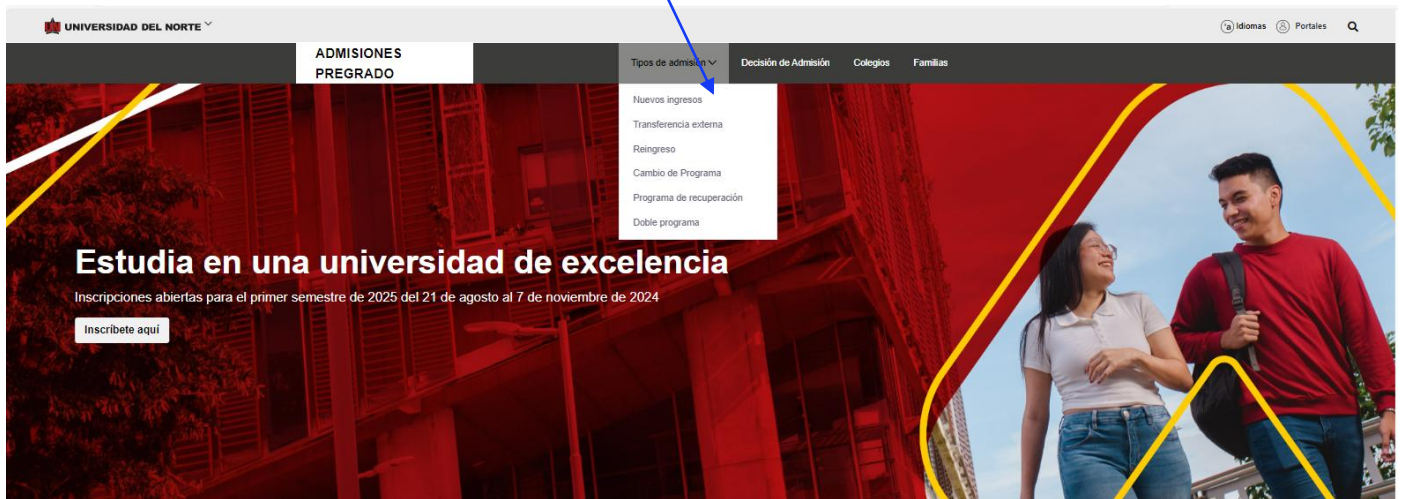 UNIVERSIDAD DEL NORTE
Idiomas Portales
ADMISIONES
PREGRADO
Tipos de admisión Decisión de Admisión Colegios Familias
Nuevos ingresos
Transferencia externa
Reingreso
Cambio de Programa
Programa de recuperación
Doble programa
Estudia en una universidad de excelencia
Inscripciones abiertas para el primer semestre de 2025 del 21 de agosto al 7 de noviembre de 2024
Inscríbete aquí